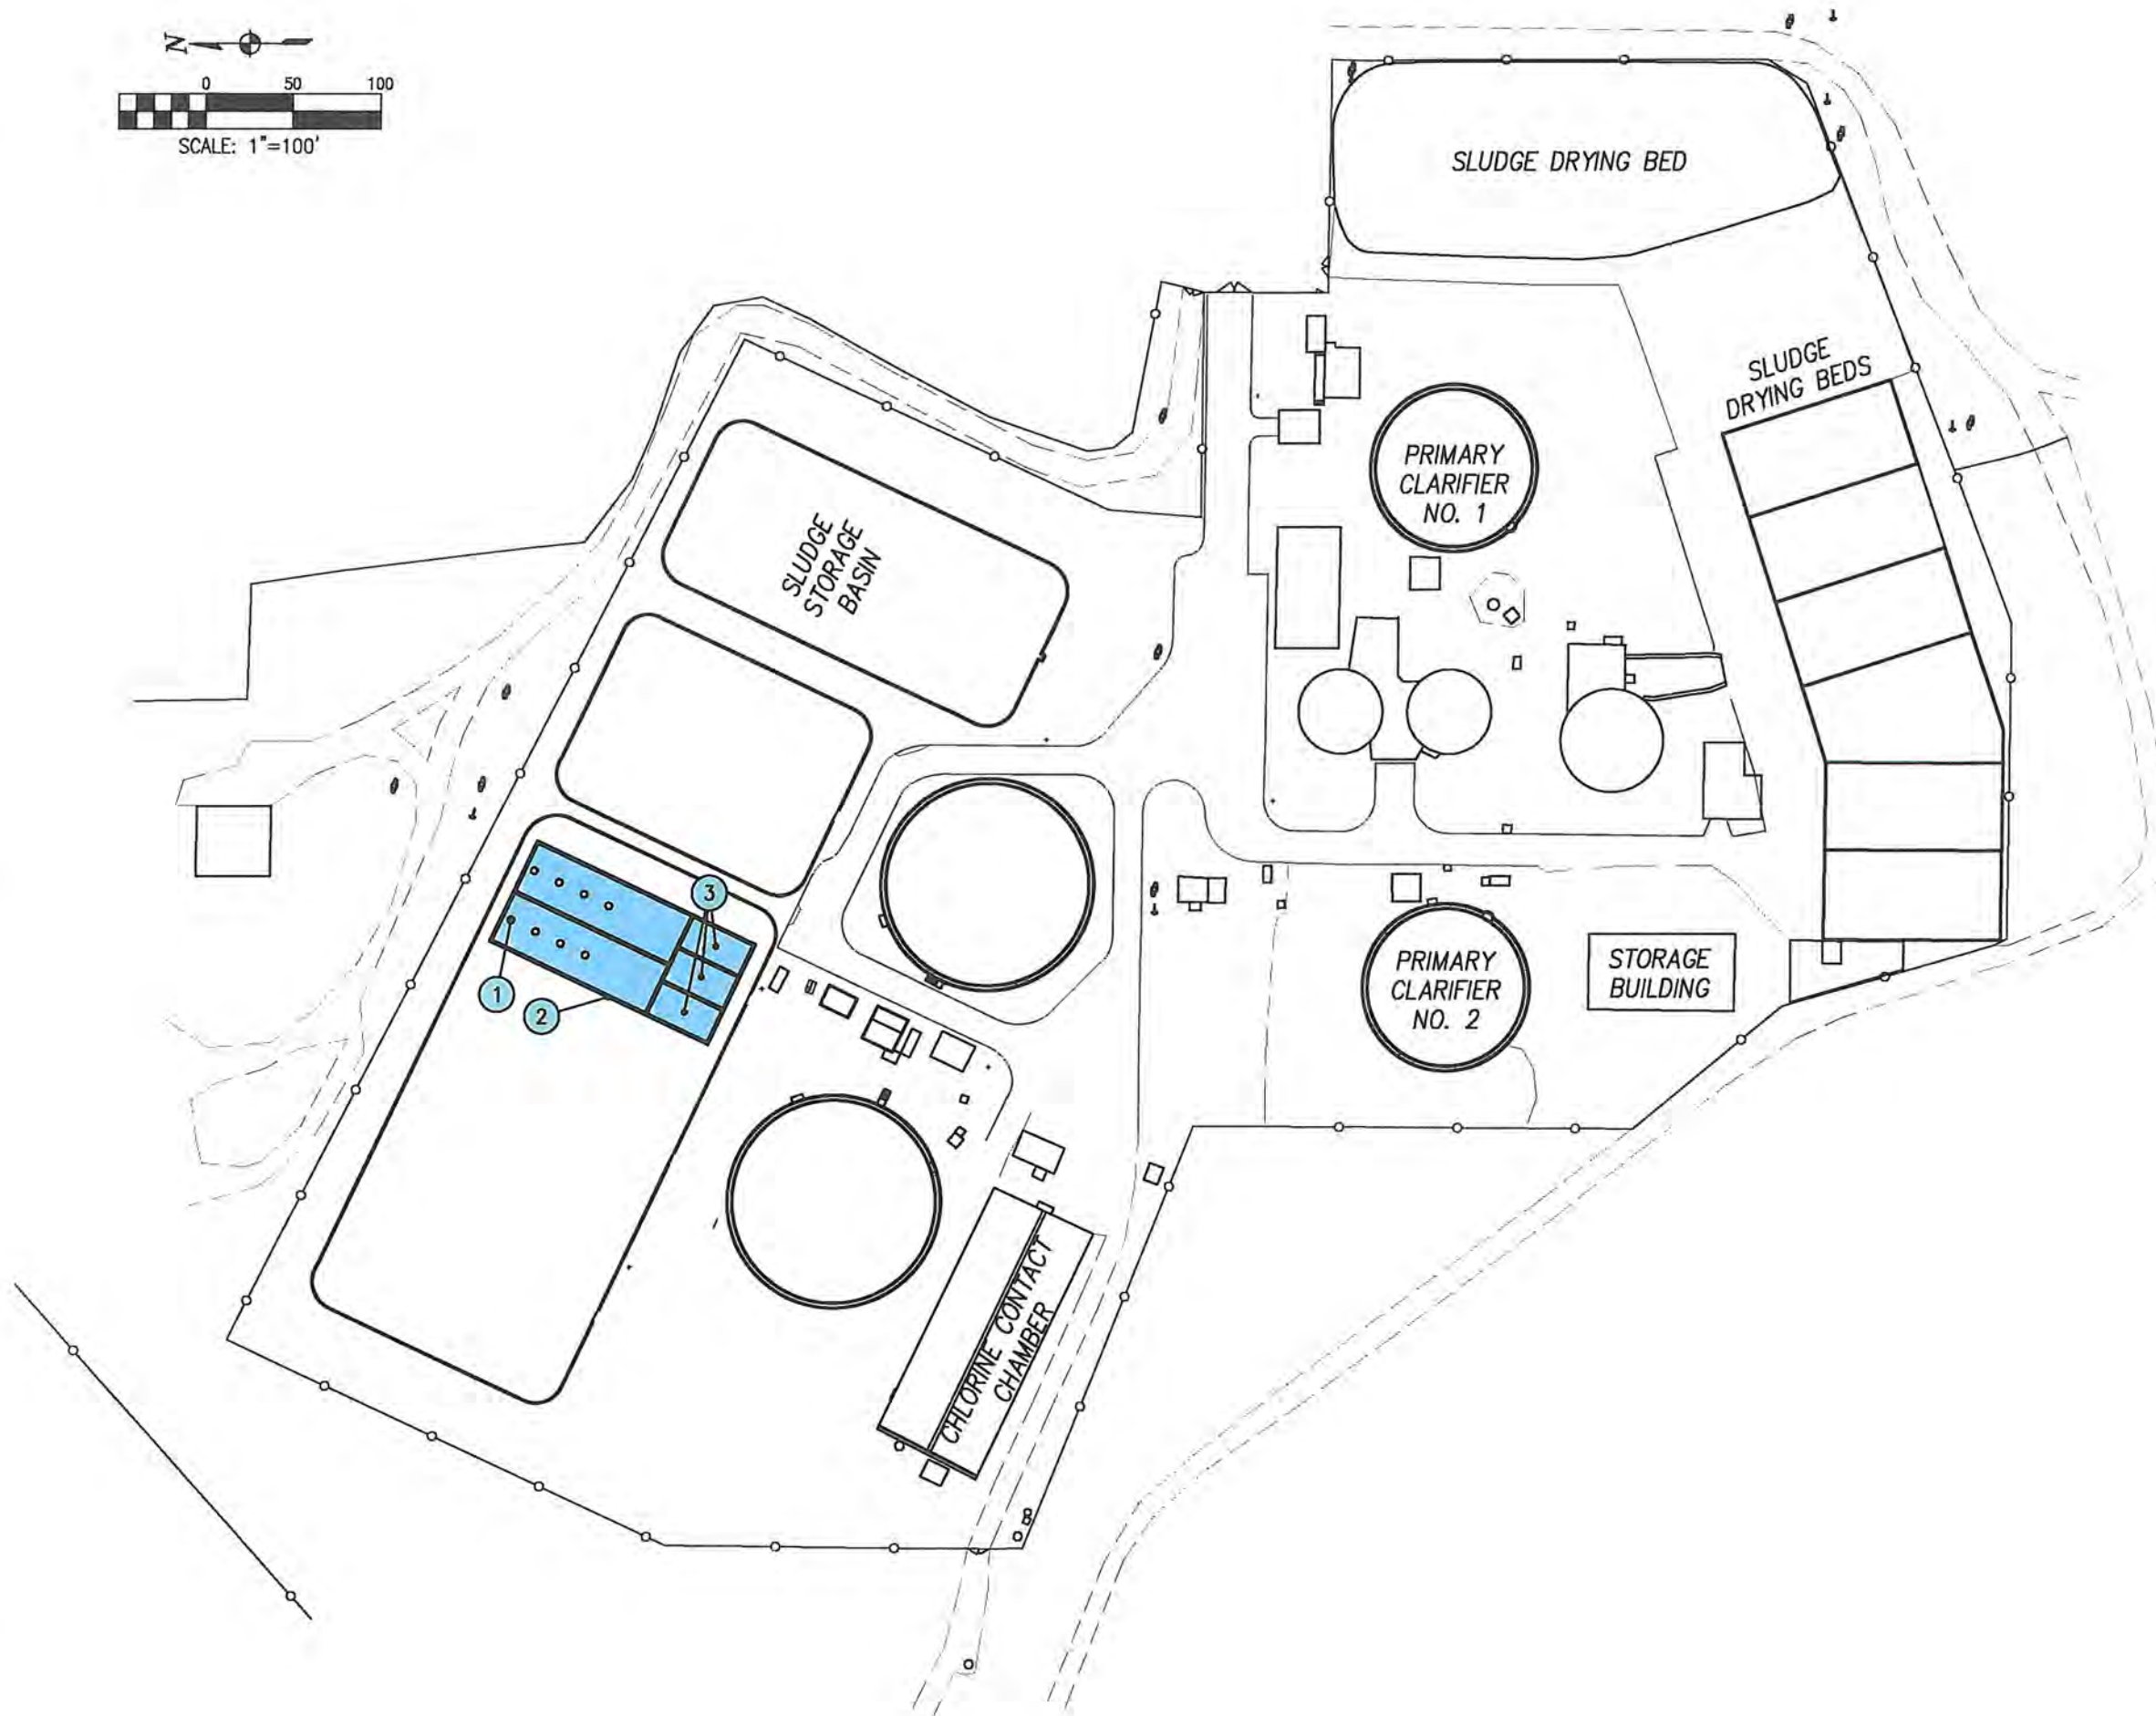 N
0 50 100
SCALE: 1"=100'
SLUDGE DRYING BED
SLUDGE
DRYING BEDS
PRIMARY
CLARIFIER
NO. 1
SLUDGE
STORAGE
BASIN
3
1
2
PRIMARY
CLARIFIER
NO. 2
STORAGE
BUILDING
CHLORINE CONTACT
CHAMBER